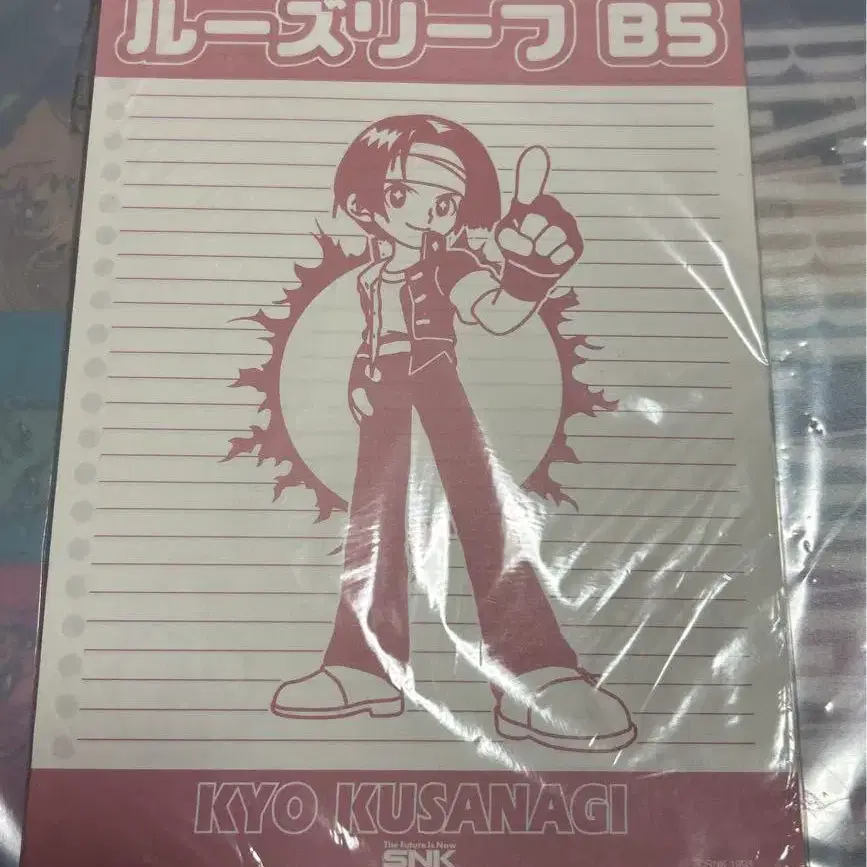 ルーズリーフ B5
KYO KUSANAGI
The Future Is Now
SNK